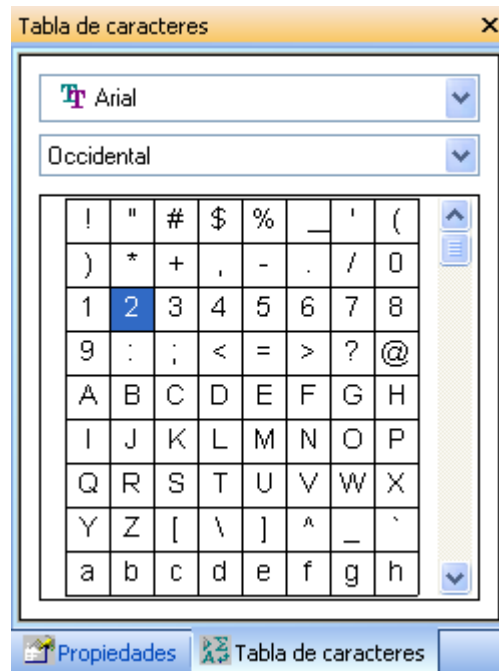 Tabla de caracteres
Arial
Occidental
! " # $ % _ ' (
) * + , - . / 0
1 2 3 4 5 6 7 8
9 : ; < = > ? @
A B C D E F G H
I J K L M N O P
Q R S T U V W X
Y Z [ \ ] ^ _ `
a b c d e f g h
Propiedades Tabla de caracteres